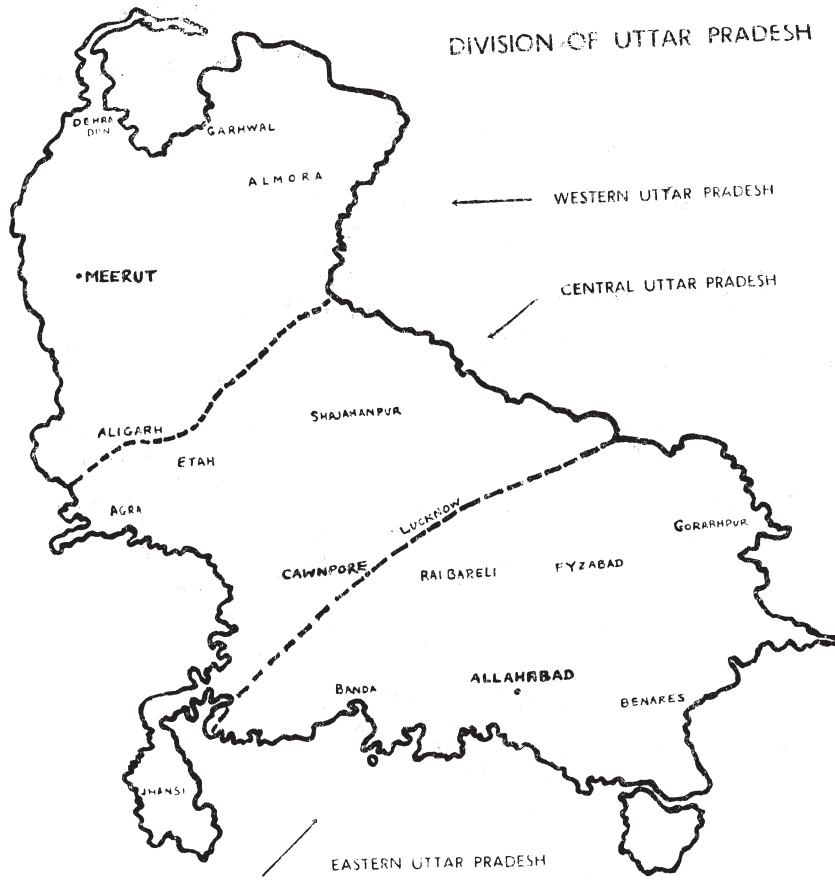 DIVISION OF UTTAR PRADESH
DEHRA
DUN
GARHWAL
ALMORA
WESTERN UTTAR PRADESH
MEERUT
CENTRAL UTTAR PRADESH
SHAJAHANPUR
ALIGARH
ETAH
AGRA
LUCKNOW
GORAKHPUR
CAWNPORE
RAI BARELI
FYZABAD
BANDA
ALLAHABAD
BENARES
JHANSI
EASTERN UTTAR PRADESH